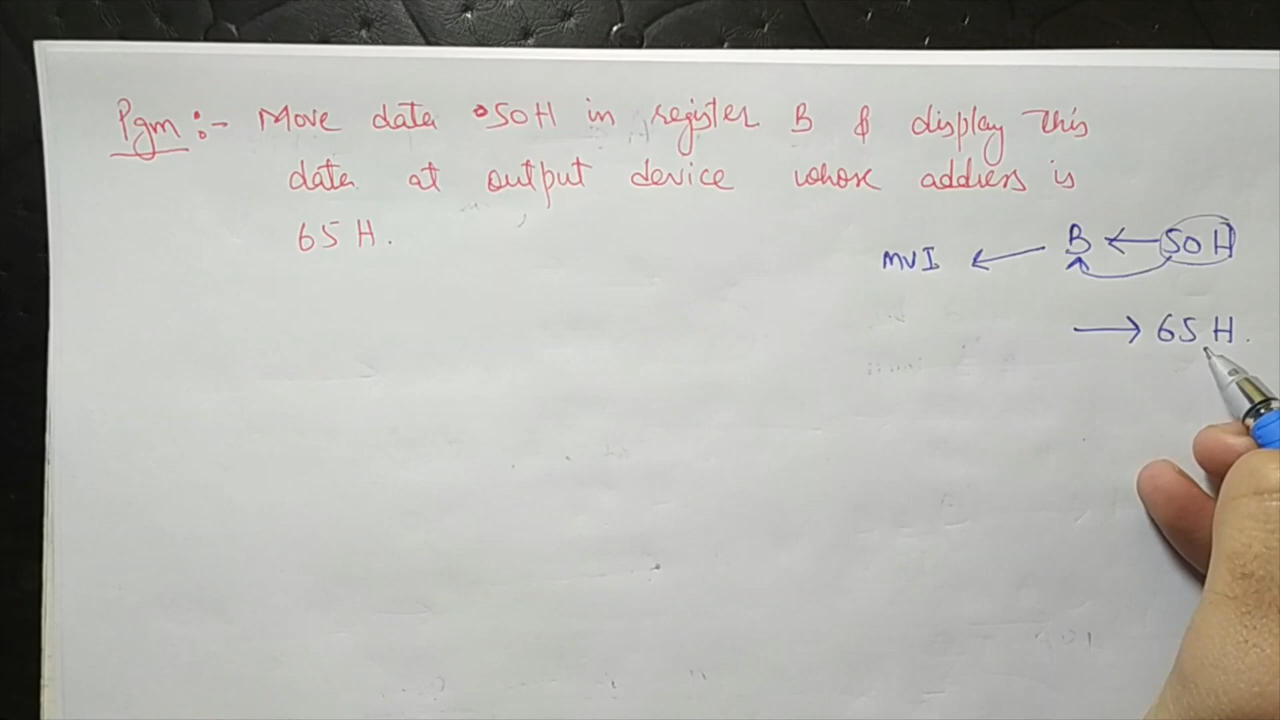 Pgm :- Move data 50H in register B & display this
data at output device whose address is
65 H.
MVI ← B ← 50 H
→ 65 H.